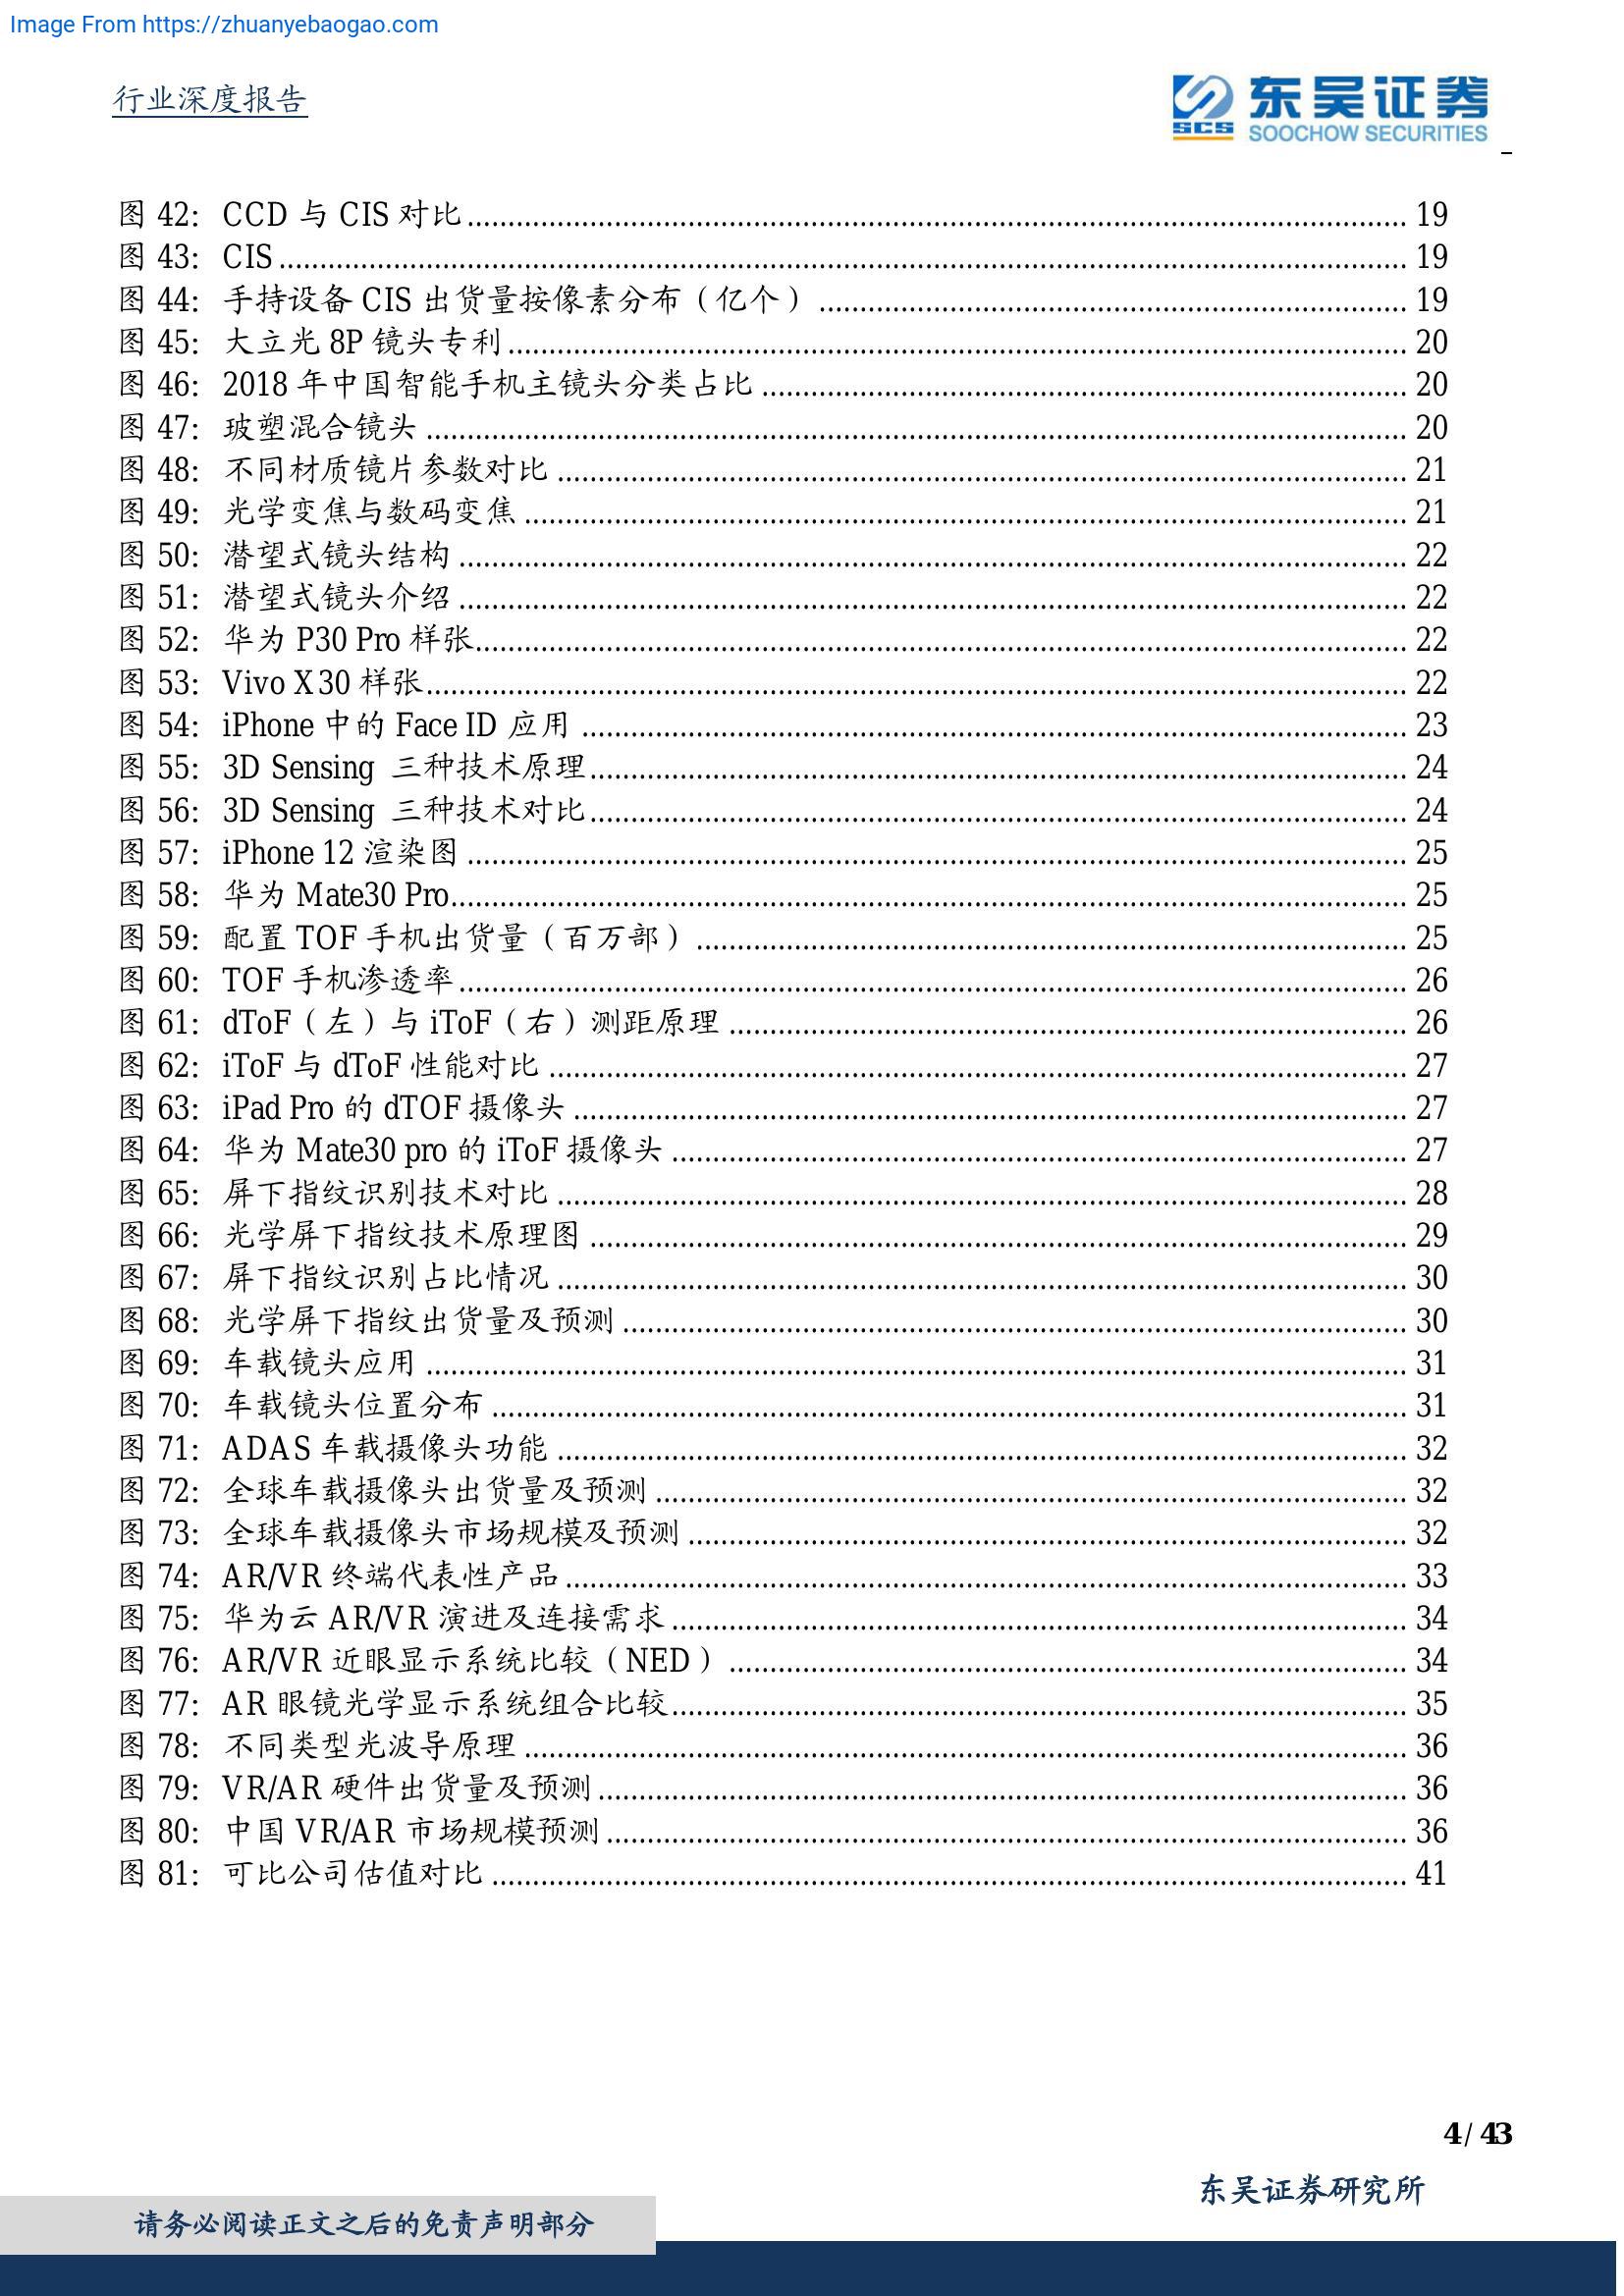 Image From https://zhuanyebaogao.com
行业深度报告
SCS 东吴证券
SOOCHOW SECURITIES
图 42: CCD 与 CIS 对比 19
图 43: CIS 19
图 44: 手持设备 CIS 出货量按像素分布（亿个） 19
图 45: 大立光 8P 镜头专利 20
图 46: 2018 年中国智能手机主镜头分类占比 20
图 47: 玻塑混合镜头 20
图 48: 不同材质镜片参数对比 21
图 49: 光学变焦与数码变焦 21
图 50: 潜望式镜头结构 22
图 51: 潜望式镜头介绍 22
图 52: 华为 P30 Pro 样张 22
图 53: Vivo X30 样张 22
图 54: iPhone 中的 Face ID 应用 23
图 55: 3D Sensing 三种技术原理 24
图 56: 3D Sensing 三种技术对比 24
图 57: iPhone 12 渲染图 25
图 58: 华为 Mate30 Pro 25
图 59: 配置 TOF 手机出货量（百万部） 25
图 60: TOF 手机渗透率 26
图 61: dToF（左）与 iToF（右）测距原理 26
图 62: iToF 与 dToF 性能对比 27
图 63: iPad Pro 的 dTOF 摄像头 27
图 64: 华为 Mate30 pro 的 iToF 摄像头 27
图 65: 屏下指纹识别技术对比 28
图 66: 光学屏下指纹技术原理图 29
图 67: 屏下指纹识别占比情况 30
图 68: 光学屏下指纹出货量及预测 30
图 69: 车载镜头应用 31
图 70: 车载镜头位置分布 31
图 71: ADAS 车载摄像头功能 32
图 72: 全球车载摄像头出货量及预测 32
图 73: 全球车载摄像头市场规模及预测 32
图 74: AR/VR 终端代表性产品 33
图 75: 华为云 AR/VR 演进及连接需求 34
图 76: AR/VR 近眼显示系统比较（NED） 34
图 77: AR 眼镜光学显示系统组合比较 35
图 78: 不同类型光波导原理 36
图 79: VR/AR 硬件出货量及预测 36
图 80: 中国 VR/AR 市场规模预测 36
图 81: 可比公司估值对比 41
4 / 43
东吴证券研究所
请务必阅读正文之后的免责声明部分